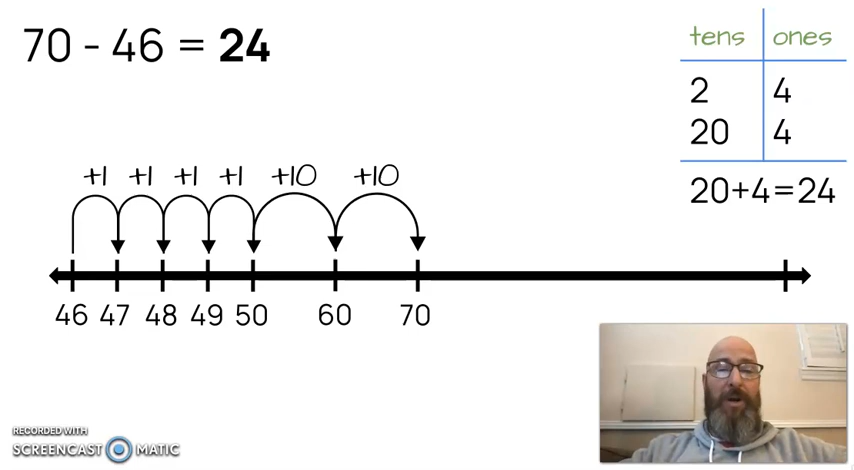 70 - 46 = 24
tens ones
2 4
20 4
20+4=24
+1 +1 +1 +1 +10 +10
46 47 48 49 50 60 70
RECORDED WITH
SCREENCAST MATIC